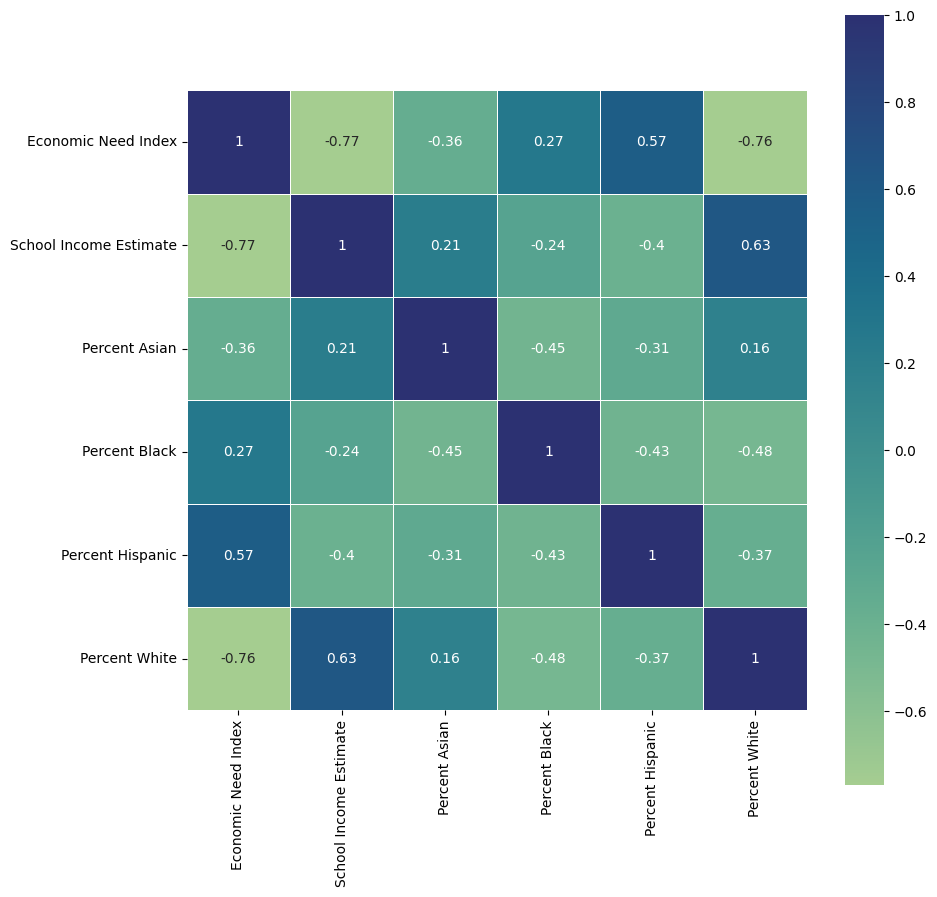 1.0
0.8
0.6
0.4
0.2
0.0
−0.2
−0.4
−0.6
Economic Need Index 1 -0.77 -0.36 0.27 0.57 -0.76
School Income Estimate -0.77 1 0.21 -0.24 -0.4 0.63
Percent Asian -0.36 0.21 1 -0.45 -0.31 0.16
Percent Black 0.27 -0.24 -0.45 1 -0.43 -0.48
Percent Hispanic 0.57 -0.4 -0.31 -0.43 1 -0.37
Percent White -0.76 0.63 0.16 -0.48 -0.37 1
Economic Need Index
School Income Estimate
Percent Asian
Percent Black
Percent Hispanic
Percent White